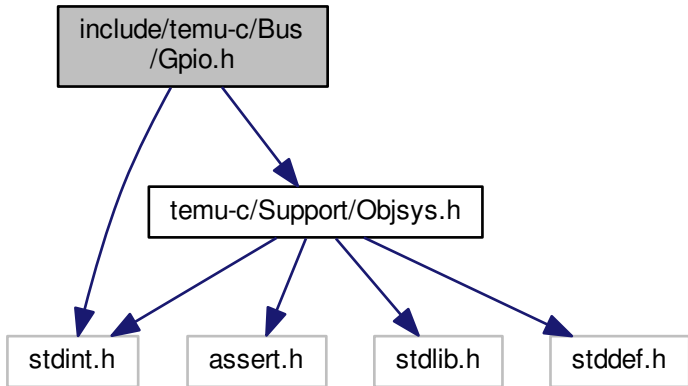 include/temu-c/Bus
/Gpio.h
temu-c/Support/Objsys.h
stdint.h
assert.h
stdlib.h
stddef.h